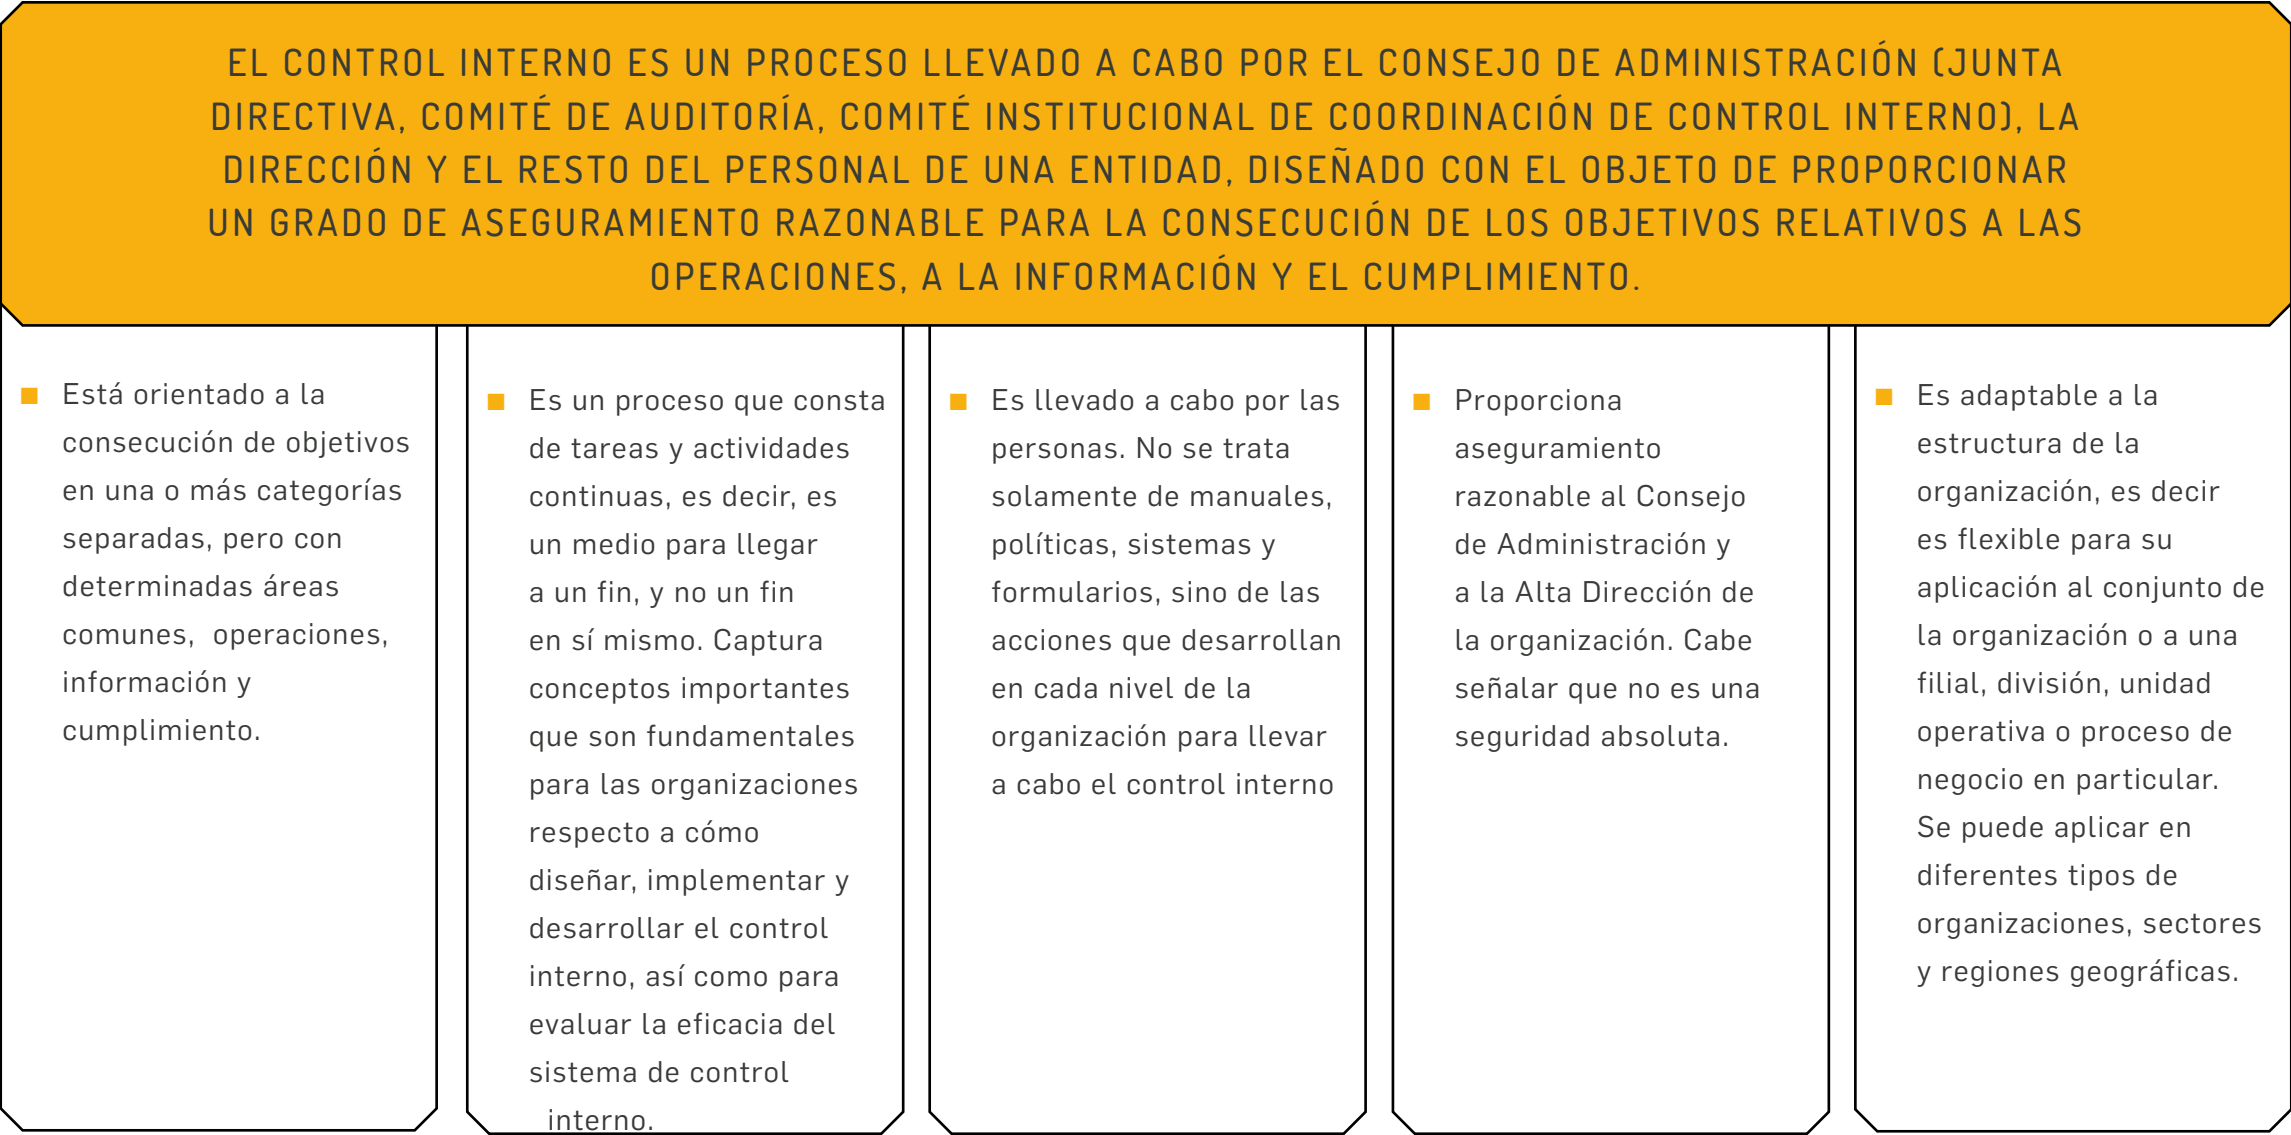 EL CONTROL INTERNO ES UN PROCESO LLEVADO A CABO POR EL CONSEJO DE ADMINISTRACIÓN (JUNTA
DIRECTIVA, COMITÉ DE AUDITORÍA, COMITÉ INSTITUCIONAL DE COORDINACIÓN DE CONTROL INTERNO), LA
DIRECCIÓN Y EL RESTO DEL PERSONAL DE UNA ENTIDAD, DISEÑADO CON EL OBJETO DE PROPORCIONAR
UN GRADO DE ASEGURAMIENTO RAZONABLE PARA LA CONSECUCIÓN DE LOS OBJETIVOS RELATIVOS A LAS
OPERACIONES, A LA INFORMACIÓN Y EL CUMPLIMIENTO.
Está orientado a la
consecución de objetivos
en una o más categorías
separadas, pero con
determinadas áreas
comunes,  operaciones,
información y
cumplimiento.
Es un proceso que consta
de tareas y actividades
continuas, es decir, es
un medio para llegar
a un fin, y no un fin
en sí mismo. Captura
conceptos importantes
que son fundamentales
para las organizaciones
respecto a cómo
diseñar, implementar y
desarrollar el control
interno, así como para
evaluar la eficacia del
sistema de control
interno.
Es llevado a cabo por las
personas. No se trata
solamente de manuales,
políticas, sistemas y
formularios, sino de las
acciones que desarrollan
en cada nivel de la
organización para llevar
a cabo el control interno
Proporciona
aseguramiento
razonable al Consejo
de Administración y
a la Alta Dirección de
la organización. Cabe
señalar que no es una
seguridad absoluta.
Es adaptable a la
estructura de la
organización, es decir
es flexible para su
aplicación al conjunto de
la organización o a una
filial, división, unidad
operativa o proceso de
negocio en particular.
Se puede aplicar en
diferentes tipos de
organizaciones, sectores
y regiones geográficas.